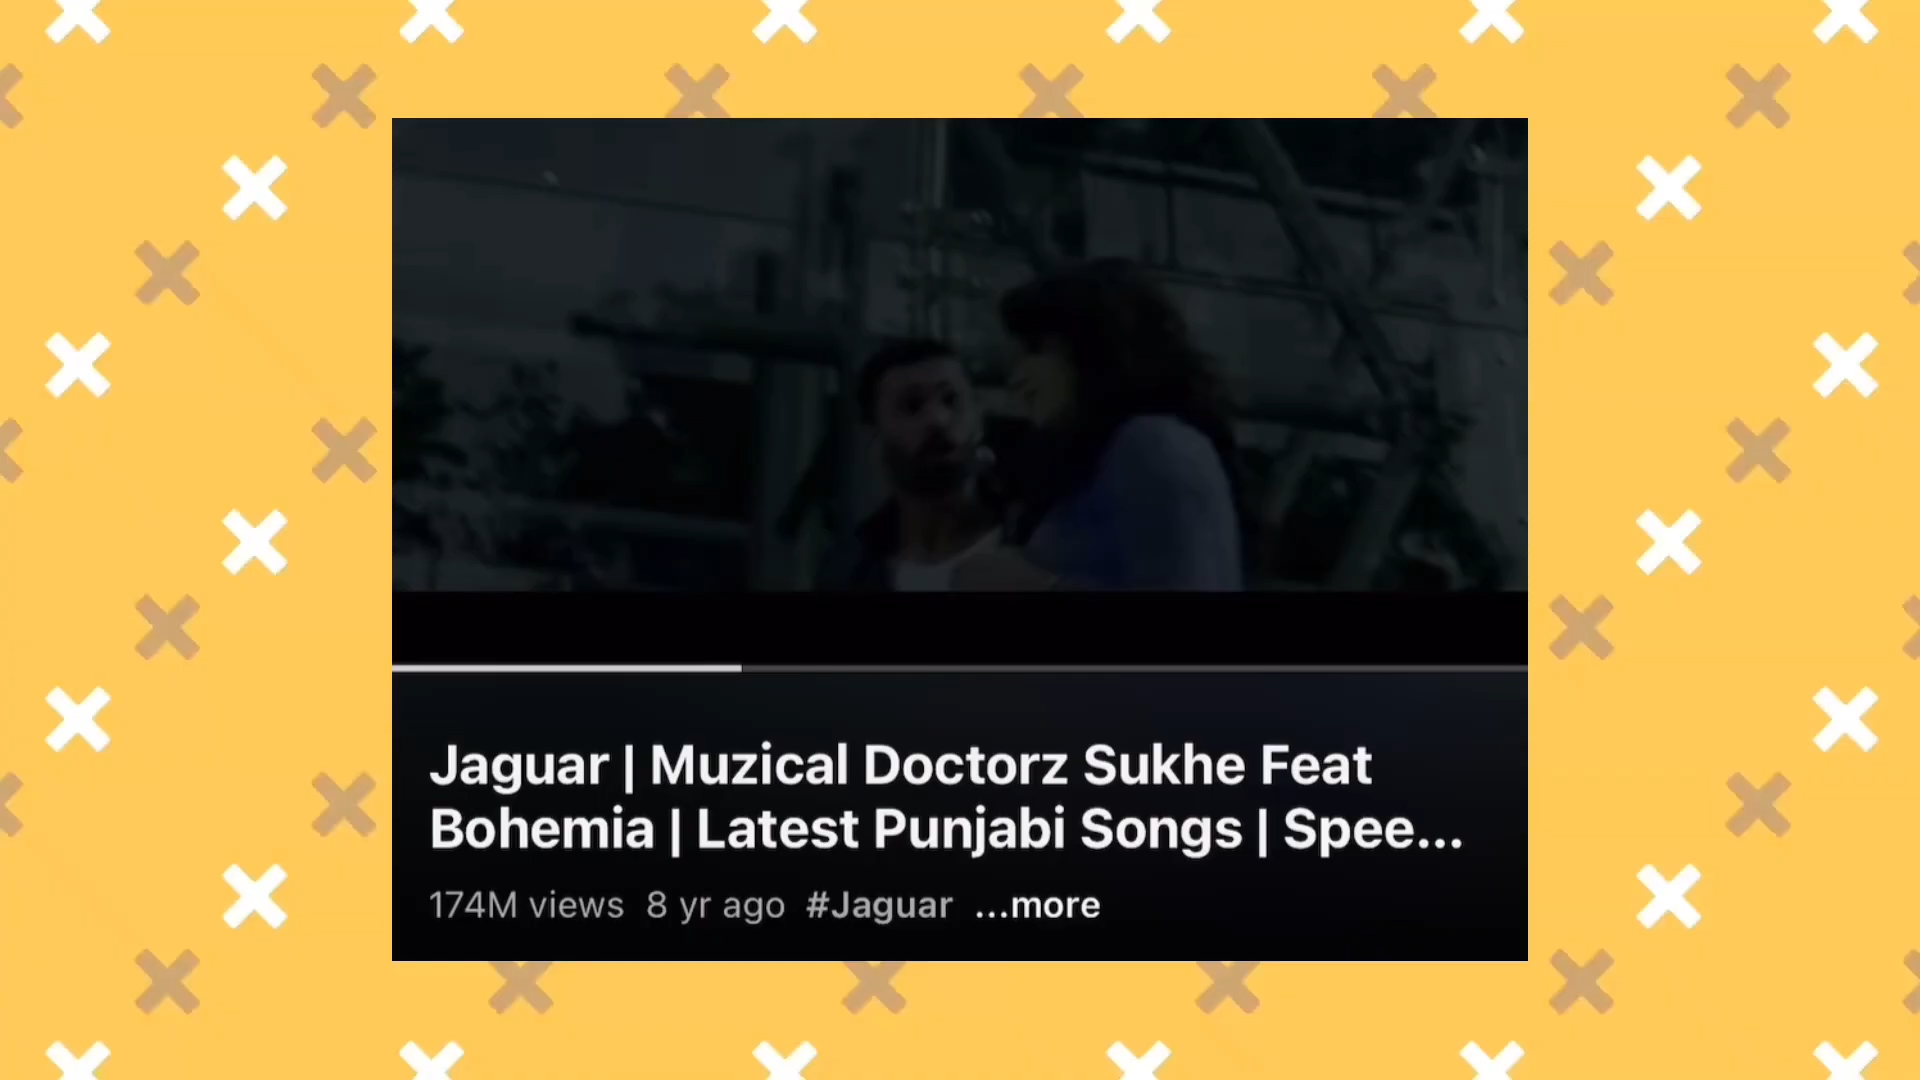 Jaguar | Muzical Doctorz Sukhe Feat
Bohemia | Latest Punjabi Songs | Spee...
174M views 8 yr ago #Jaguar ...more